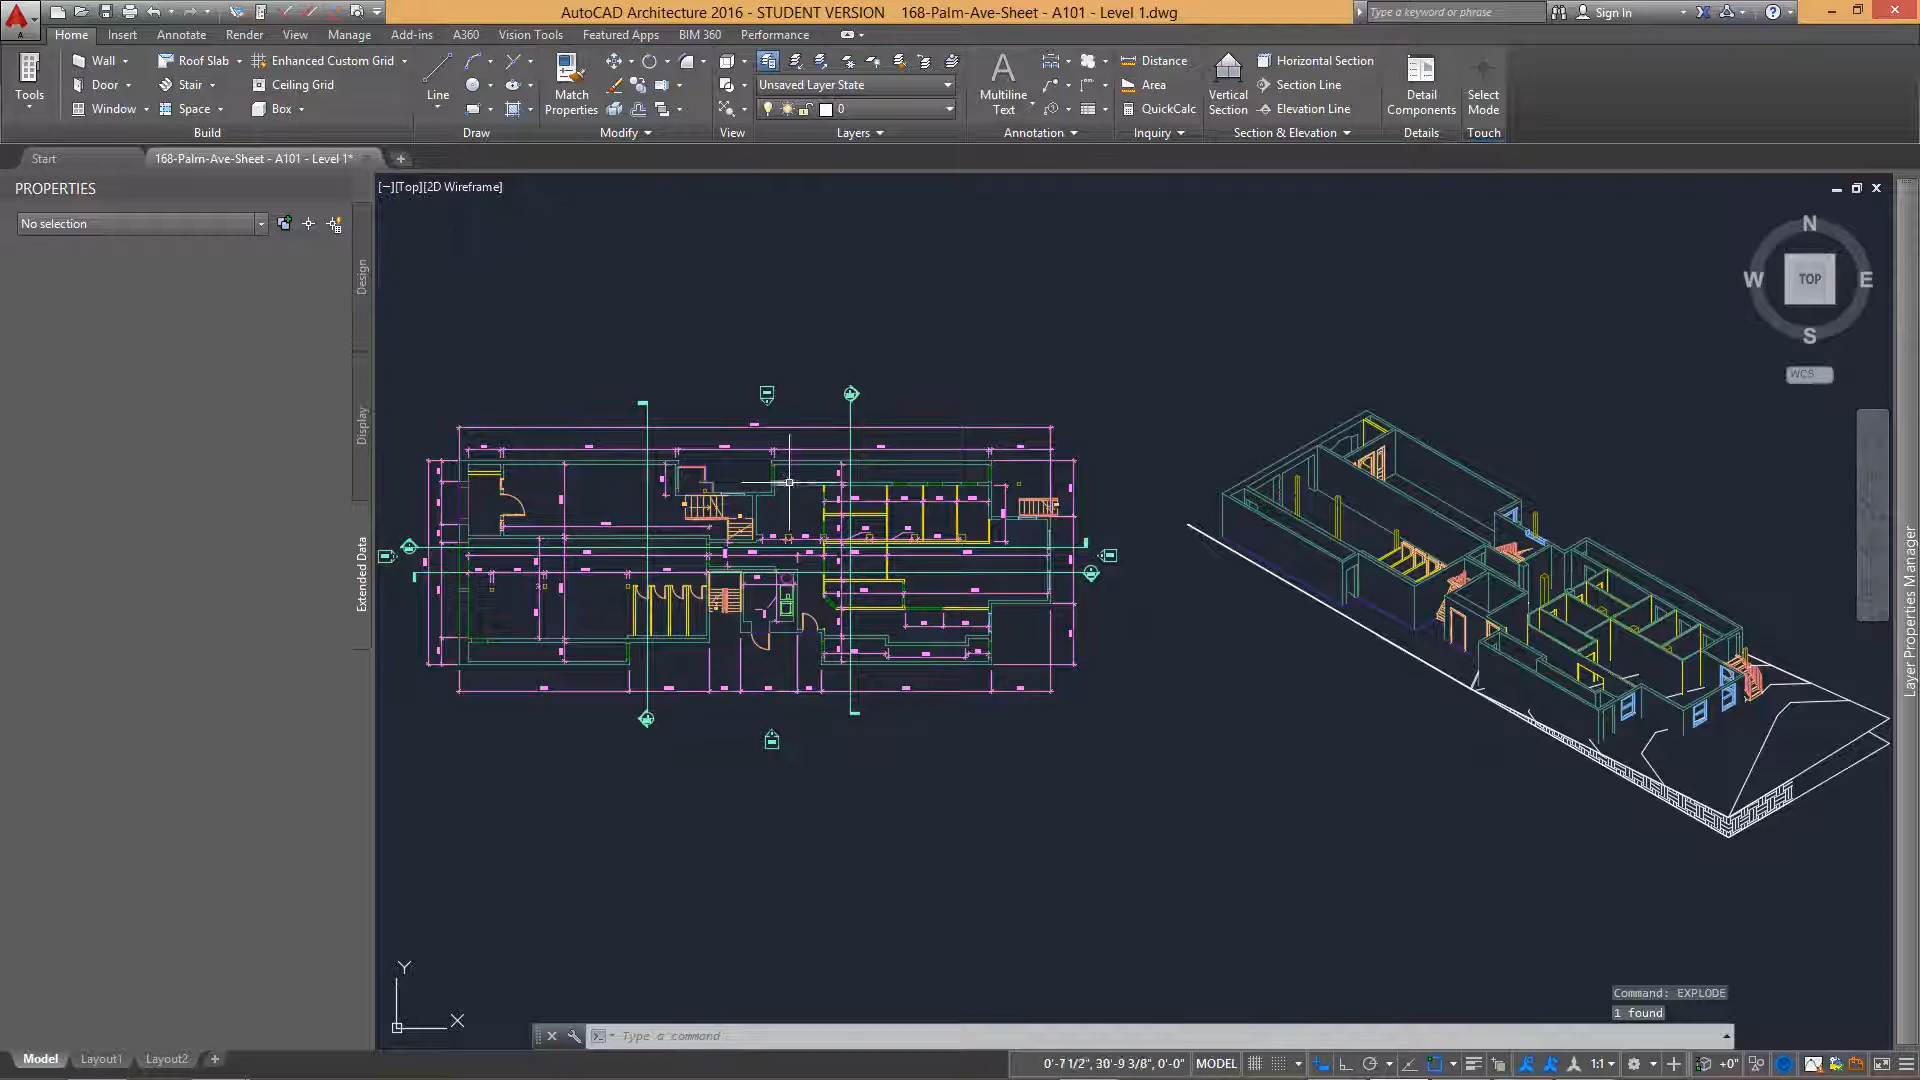 AutoCAD Architecture 2016 - STUDENT VERSION 168-Palm-Ave-Sheet - A101 - Level 1.dwg
Type a keyword or phrase
Sign In
Home Insert Annotate Render View Manage Add-ins A360 Vision Tools Featured Apps BIM 360 Performance
Tools
Wall
Door
Window
Roof Slab
Stair
Space
Enhanced Custom Grid
Ceiling Grid
Box
Build
Line
Draw
Match
Properties
Modify
View
Unsaved Layer State
0
Layers
Multiline
Text
Annotation
Distance
Area
QuickCalc
Inquiry
Vertical
Section
Horizontal Section
Section Line
Elevation Line
Section & Elevation
Detail
Components
Details
Select
Mode
Touch
Start
168-Palm-Ave-Sheet - A101 - Level 1*
PROPERTIES
No selection
Design
Display
Extended Data
[−][Top][2D Wireframe]
N
W
TOP
E
S
WCS
Layer Properties Manager
Y
X
Command: EXPLODE
1 found
Type a command
Model Layout1 Layout2
0'-7 1/2", 30'-9 3/8", 0'-0" MODEL 1:1 +0"